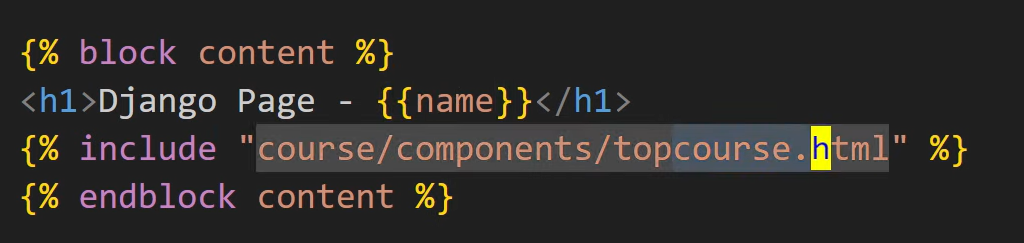 {% block content %}
<h1>Django Page - {{name}}</h1>
{% include "course/components/topcourse.html" %}
{% endblock content %}